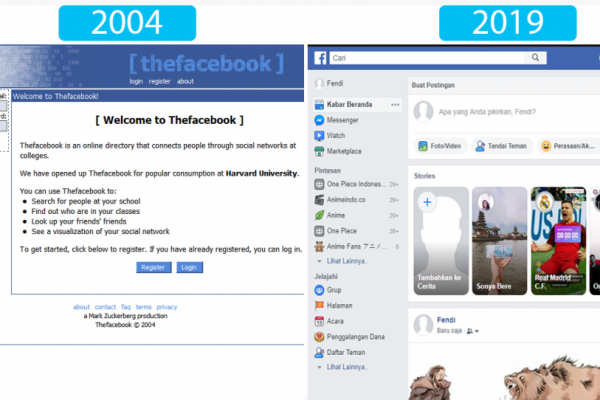 2004
[ thefacebook ]
login register about
Welcome to Thefacebook!
[ Welcome to Thefacebook ]
Thefacebook is an online directory that connects people through social networks at
colleges.
We have opened up Thefacebook for popular consumption at Harvard University.
You can use Thefacebook to:
• Search for people at your school
• Find out who are in your classes
• Look up your friends' friends
• See a visualization of your social network
To get started, click below to register. If you have already registered, you can log in.
Register Login
about contact faq terms privacy
a Mark Zuckerberg production
Thefacebook © 2004
2019
f Cari
Fendi
Kabar Beranda
Messenger
Watch
Marketplace
Pintasan
One Piece Indones... 20+
Animeindo.co 20+
Anime 20+
One Piece 20+
Anime Fans アニメ...
Lihat Lainnya..
Jelajahi
Grup
Halaman
Acara
Penggalangan Dana
Daftar Teman
Lihat Lainnya..
Buat Postingan
Apa yang Anda pikirkan, Fendi?
Foto/Video Tandai Teman Perasaan/Ak...
Stories
Tambahkan ke
Cerita
Sonya Bere
Real Madrid
C.F.
Fendi
Baru saja